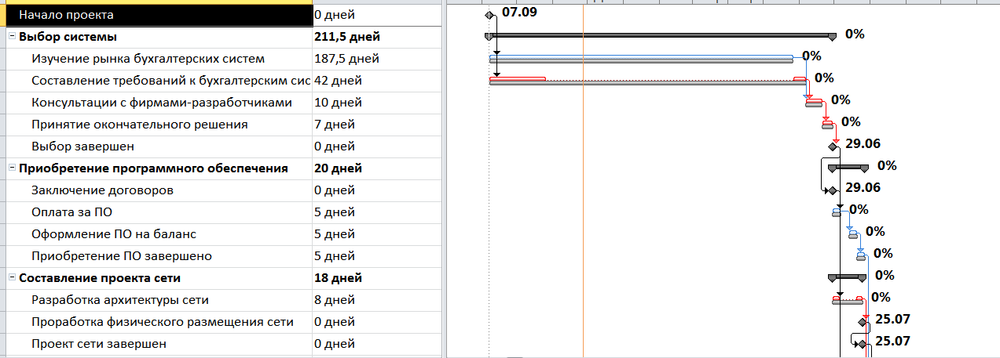 Начало проекта 0 дней 07.09
Выбор системы 211,5 дней 0%
Изучение рынка бухгалтерских систем 187,5 дней 0%
Составление требований к бухгалтерским сис 42 дней 0%
Консультации с фирмами-разработчиками 10 дней 0%
Принятие окончательного решения 7 дней 0%
Выбор завершен 0 дней 29.06
Приобретение программного обеспечения 20 дней 0%
Заключение договоров 0 дней 29.06
Оплата за ПО 5 дней 0%
Оформление ПО на баланс 5 дней 0%
Приобретение ПО завершено 5 дней 0%
Составление проекта сети 18 дней 0%
Разработка архитектуры сети 8 дней 0%
Проработка физического размещения сети 0 дней 25.07
Проект сети завершен 0 дней 25.07